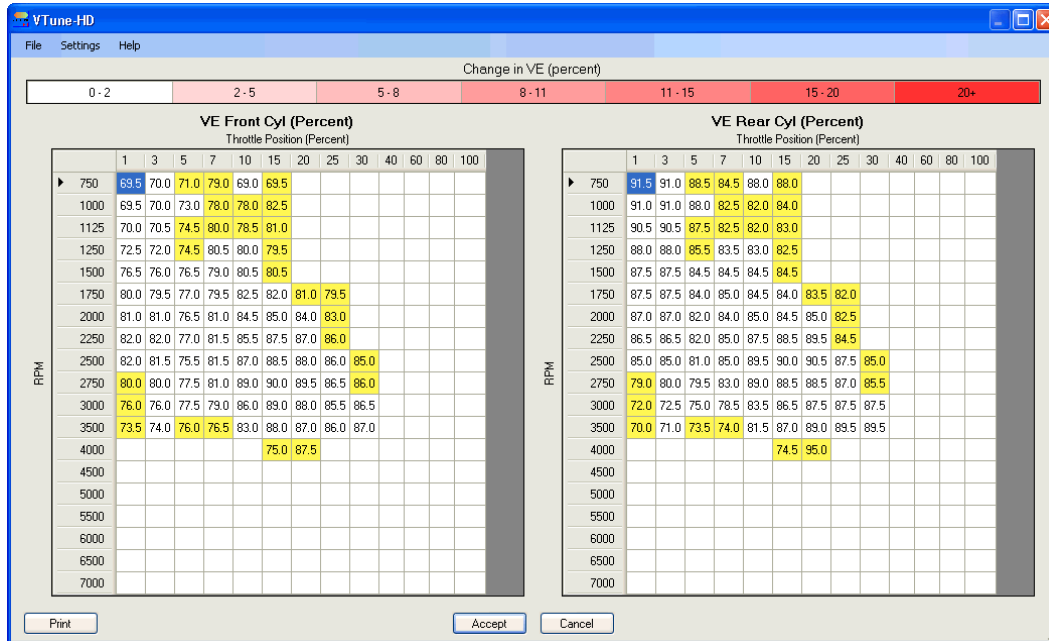 VTune-HD
File Settings Help
Change in VE (percent)
0 - 2 2 - 5 5 - 8 8 - 11 11 - 15 15 - 20 20+
VE Front Cyl (Percent) VE Rear Cyl (Percent)
Throttle Position (Percent) Throttle Position (Percent)
1 3 5 7 10 15 20 25 30 40 60 80 100 1 3 5 7 10 15 20 25 30 40 60 80 100
750 69.5 70.0 71.0 79.0 69.0 69.5 750 91.5 91.0 88.5 84.5 88.0 88.0
1000 69.5 70.0 73.0 78.0 78.0 82.5 1000 91.0 91.0 88.0 82.5 82.0 84.0
1125 70.0 70.5 74.5 80.0 78.5 81.0 1125 90.5 90.5 87.5 82.5 82.0 83.0
1250 72.5 72.0 74.5 80.5 80.0 79.5 1250 88.0 88.0 85.5 83.5 83.0 82.5
1500 76.5 76.0 76.5 79.0 80.5 80.5 1500 87.5 87.5 84.5 84.5 84.5 84.5
1750 80.0 79.5 77.0 79.5 82.5 82.0 81.0 79.5 1750 87.5 87.5 84.0 85.0 84.5 84.0 83.5 82.0
2000 81.0 81.0 76.5 81.0 84.5 85.0 84.0 83.0 2000 87.0 87.0 82.0 84.0 85.0 84.5 85.0 82.5
2250 82.0 82.0 77.0 81.5 85.5 87.5 87.0 86.0 2250 86.5 86.5 82.0 85.0 87.5 88.5 89.5 84.5
2500 82.0 81.5 75.5 81.5 87.0 88.5 88.0 86.0 85.0 2500 85.0 85.0 81.0 85.0 89.5 90.0 90.5 87.5 85.0
2750 80.0 80.0 77.5 81.0 89.0 90.0 89.5 86.5 86.0 2750 79.0 80.0 79.5 83.0 89.0 88.5 88.5 87.0 85.5
3000 76.0 76.0 77.5 79.0 86.0 89.0 88.0 85.5 86.5 3000 72.0 72.5 75.0 78.5 83.5 86.5 87.5 87.5 87.5
3500 73.5 74.0 76.0 76.5 83.0 88.0 87.0 86.0 87.0 3500 70.0 71.0 73.5 74.0 81.5 87.0 89.0 89.5 89.5
4000 75.0 87.5 4000 74.5 95.0
4500 4500
5000 5000
5500 5500
6000 6000
6500 6500
7000 7000
RPM RPM
Print Accept Cancel